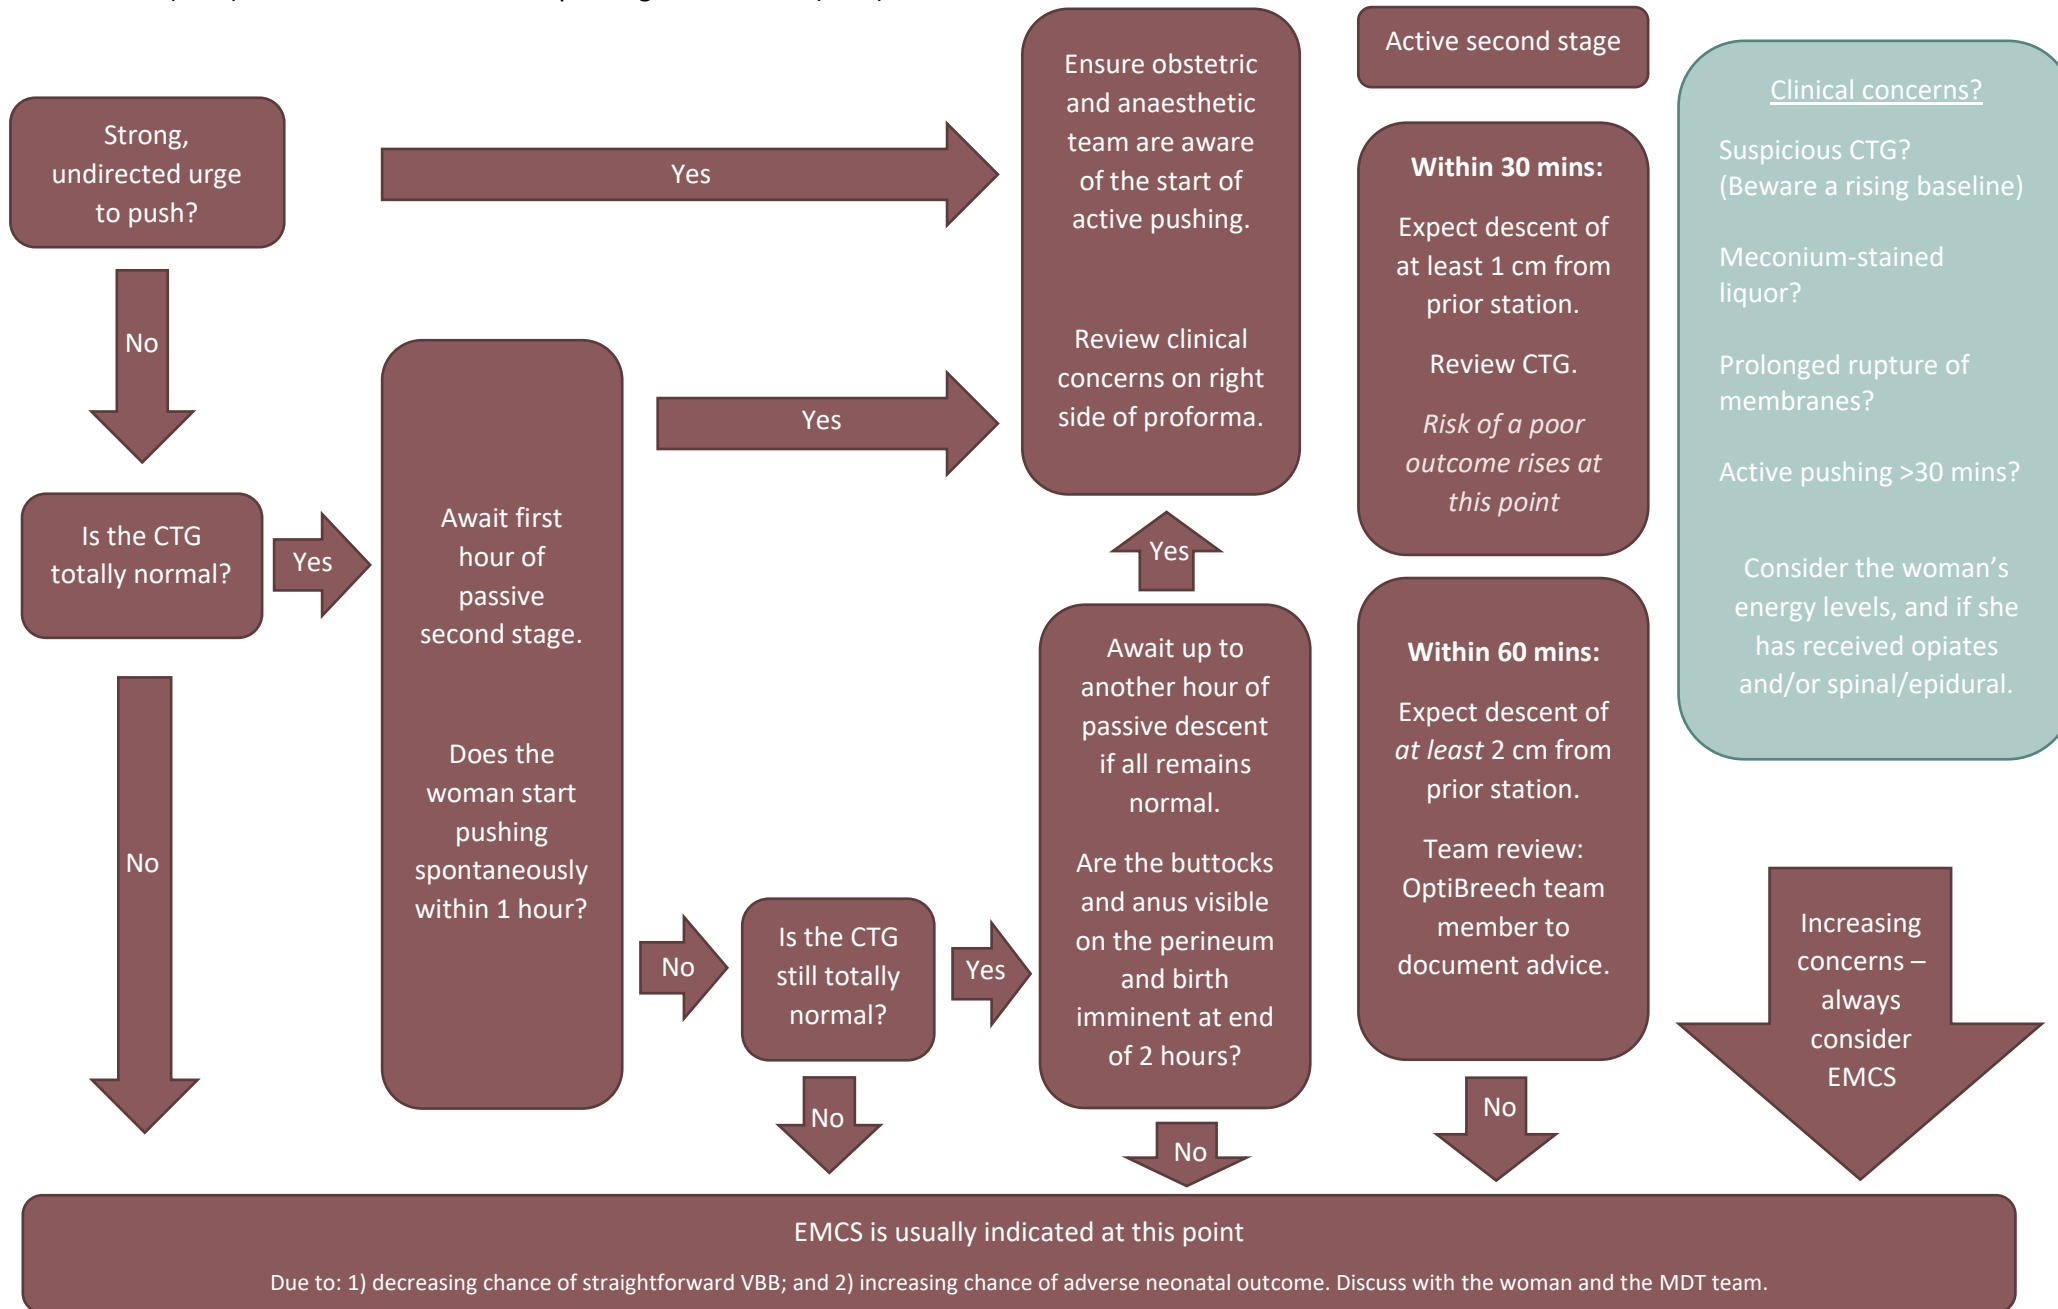 Strong,
undirected urge
to push?
Yes
No
Is the CTG
totally normal?
Yes
No
Await first
hour of
passive
second stage.
Does the
woman start
pushing
spontaneously
within 1 hour?
Yes
No
Is the CTG
still totally
normal?
Yes
No
Ensure obstetric
and anaesthetic
team are aware
of the start of
active pushing.
Review clinical
concerns on right
side of proforma.
Yes
Await up to
another hour of
passive descent
if all remains
normal.
Are the buttocks
and anus visible
on the perineum
and birth
imminent at end
of 2 hours?
No
Active second stage
Within 30 mins:
Expect descent of
at least 1 cm from
prior station.
Review CTG.
Risk of a poor
outcome rises at
this point
Within 60 mins:
Expect descent of
at least 2 cm from
prior station.
Team review:
OptiBreech team
member to
document advice.
No
Clinical concerns?
Suspicious CTG?
(Beware a rising baseline)
Meconium-stained
liquor?
Prolonged rupture of
membranes?
Active pushing >30 mins?
Consider the woman’s
energy levels, and if she
has received opiates
and/or spinal/epidural.
Increasing
concerns –
always
consider
EMCS
EMCS is usually indicated at this point
Due to: 1) decreasing chance of straightforward VBB; and 2) increasing chance of adverse neonatal outcome. Discuss with the woman and the MDT team.